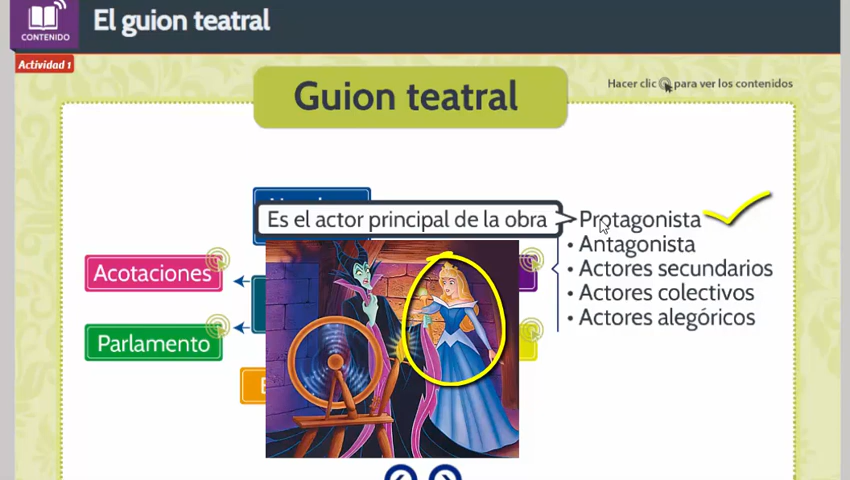 CONTENIDO
El guion teatral
Actividad 1
Guion teatral
Hacer clic para ver los contenidos
Es el actor principal de la obra
Protagonista
• Antagonista
• Actores secundarios
• Actores colectivos
• Actores alegóricos
Acotaciones
Parlamento